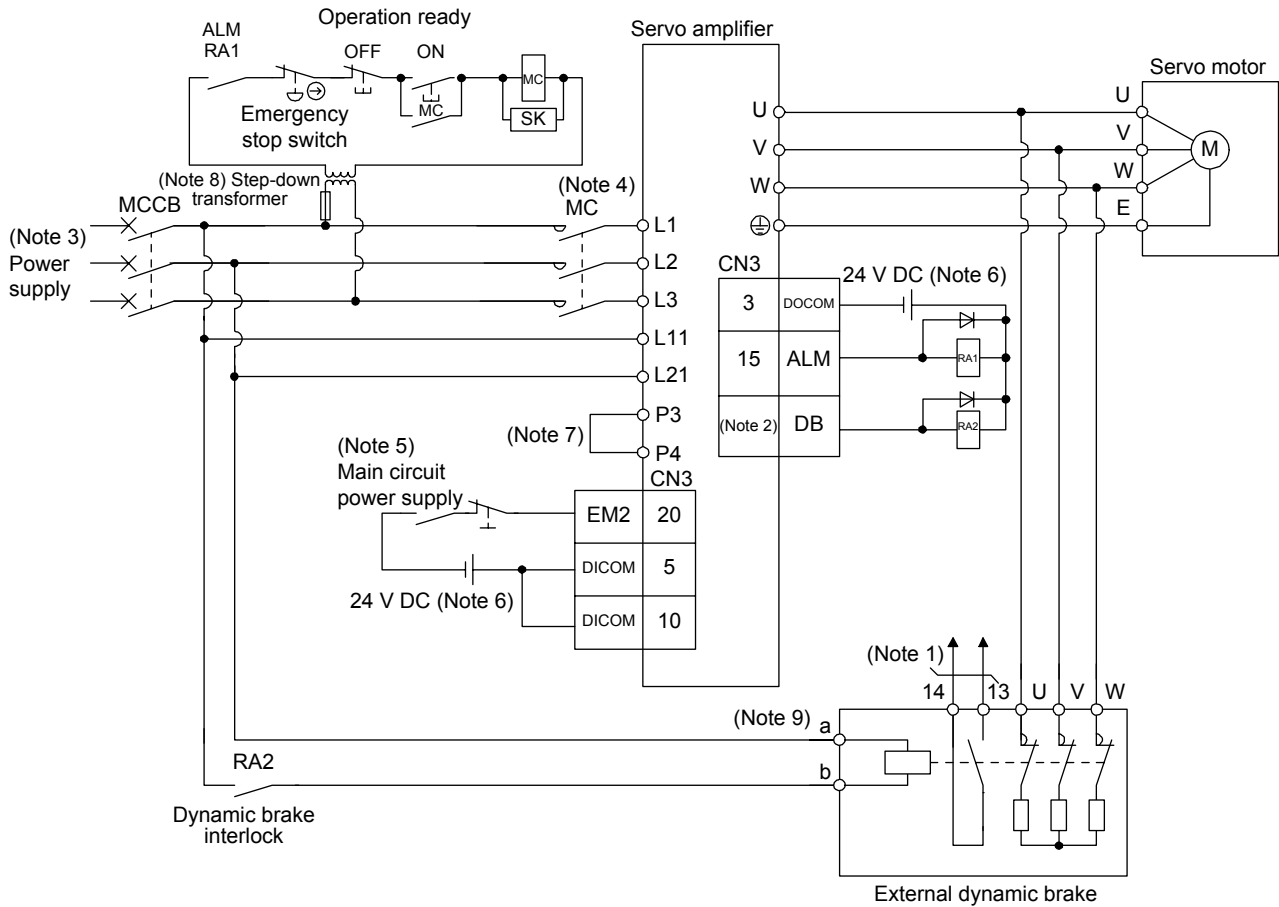 Operation ready
ALM
RA1
OFF
ON
MC
MC
SK
Emergency
stop switch
(Note 8) Step-down
transformer
MCCB
(Note 3)
Power
supply
(Note 4)
MC
Servo amplifier
L1
L2
L3
L11
L21
P3
P4
(Note 7)
U
V
W
Servo motor
U
V
W
E
M
CN3
24 V DC (Note 6)
3 DOCOM
15 ALM
(Note 2) DB
RA1
RA2
(Note 5)
Main circuit
power supply
CN3
EM2 20
DICOM 5
DICOM 10
24 V DC (Note 6)
(Note 1)
14 13 U V W
(Note 9)
a
b
RA2
Dynamic brake
interlock
External dynamic brake